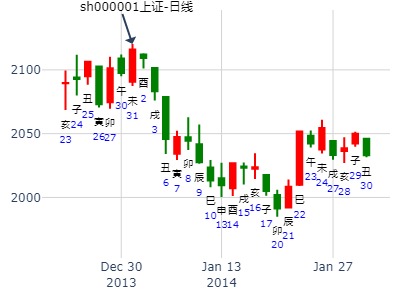 sh000001上证-日线
2100
2050
2000
亥
23
子
24
丑
25
寅
26
卯
27
午
30
未
31
酉
2
戌
3
丑
6
寅
7
卯
8
辰
9
巳
10
申
13
酉
14
戌
15
亥
16
子
17
卯
20
辰
21
巳
22
午
23
未
24
戌
27
亥
28
子
29
丑
30
Dec 30
2013
Jan 13
2014
Jan 27